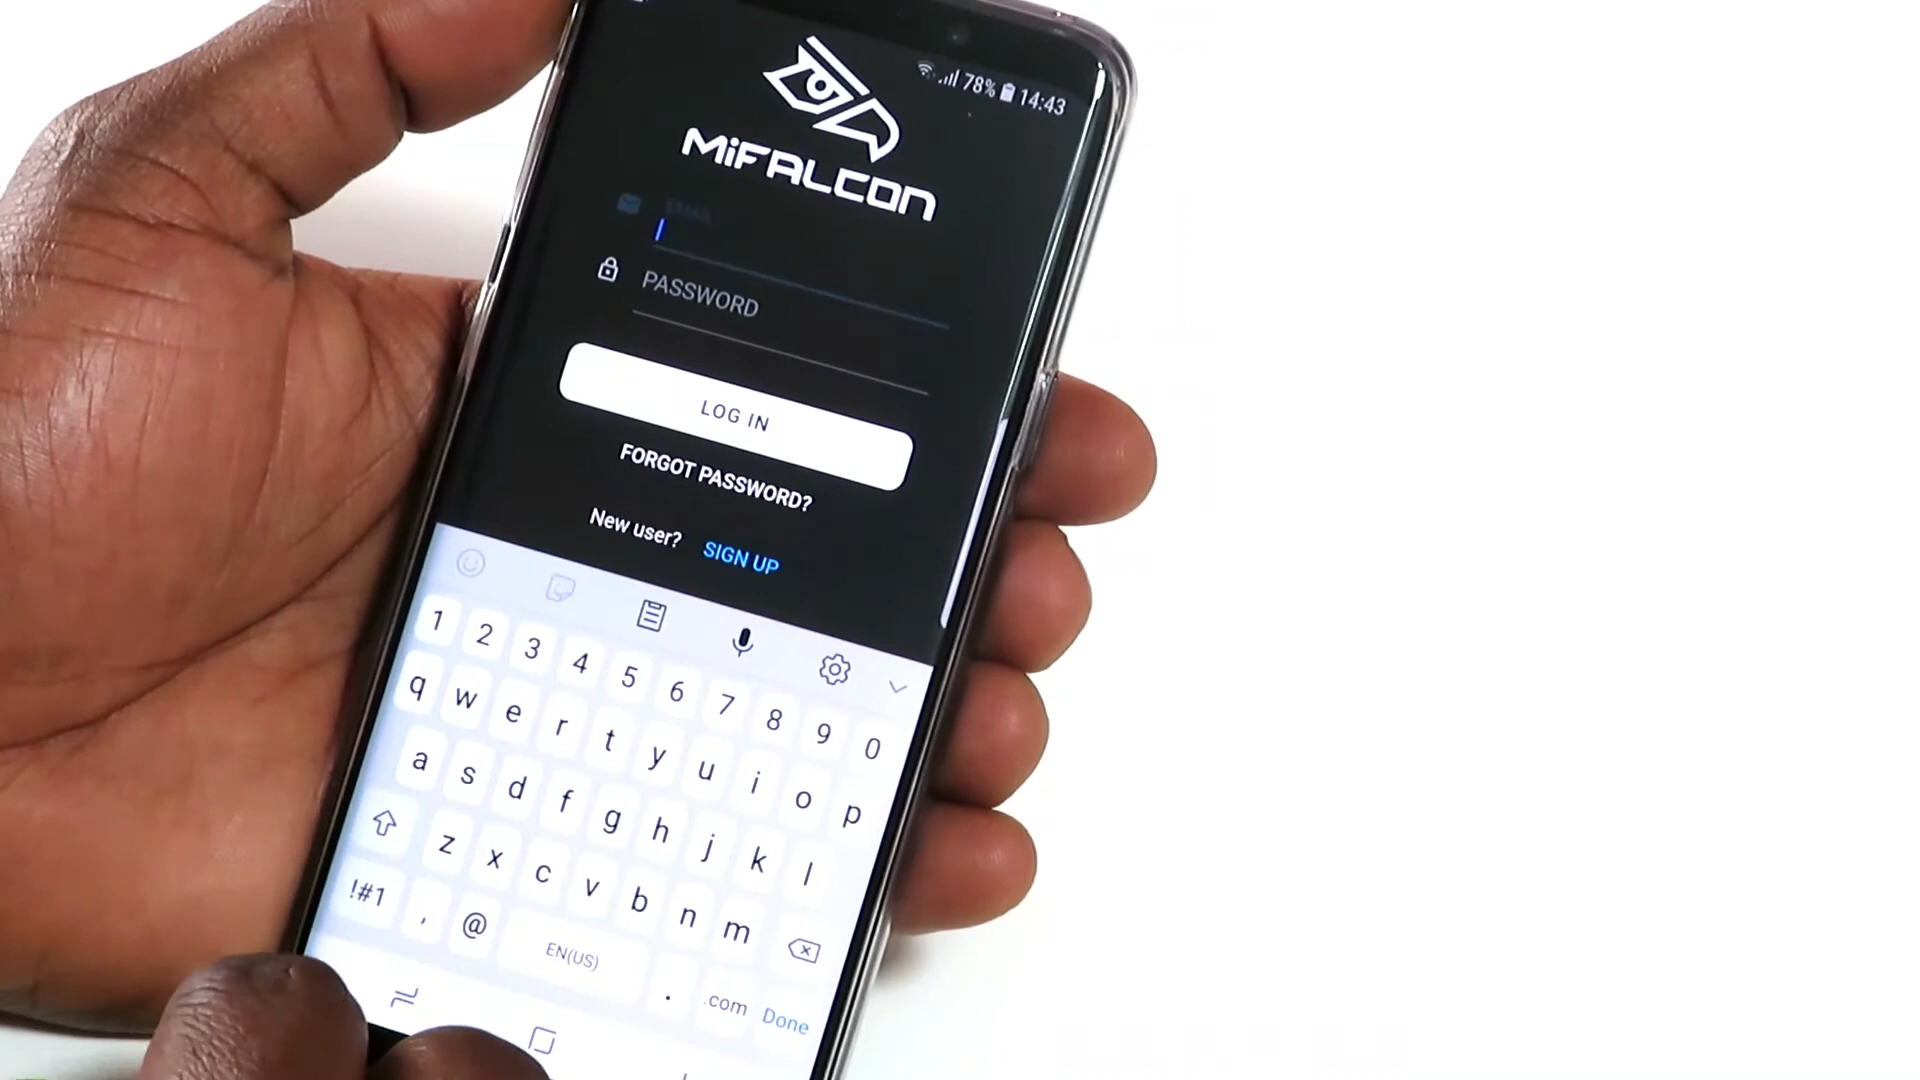 78% 14:43
MiFALCON
EMAIL
PASSWORD
LOG IN
FORGOT PASSWORD?
New user? SIGN UP
1 2 3 4 5 6 7 8 9 0
q w e r t y u i o p
a s d f g h j k l
z x c v b n m
!#1 , @ EN(US) . .com Done